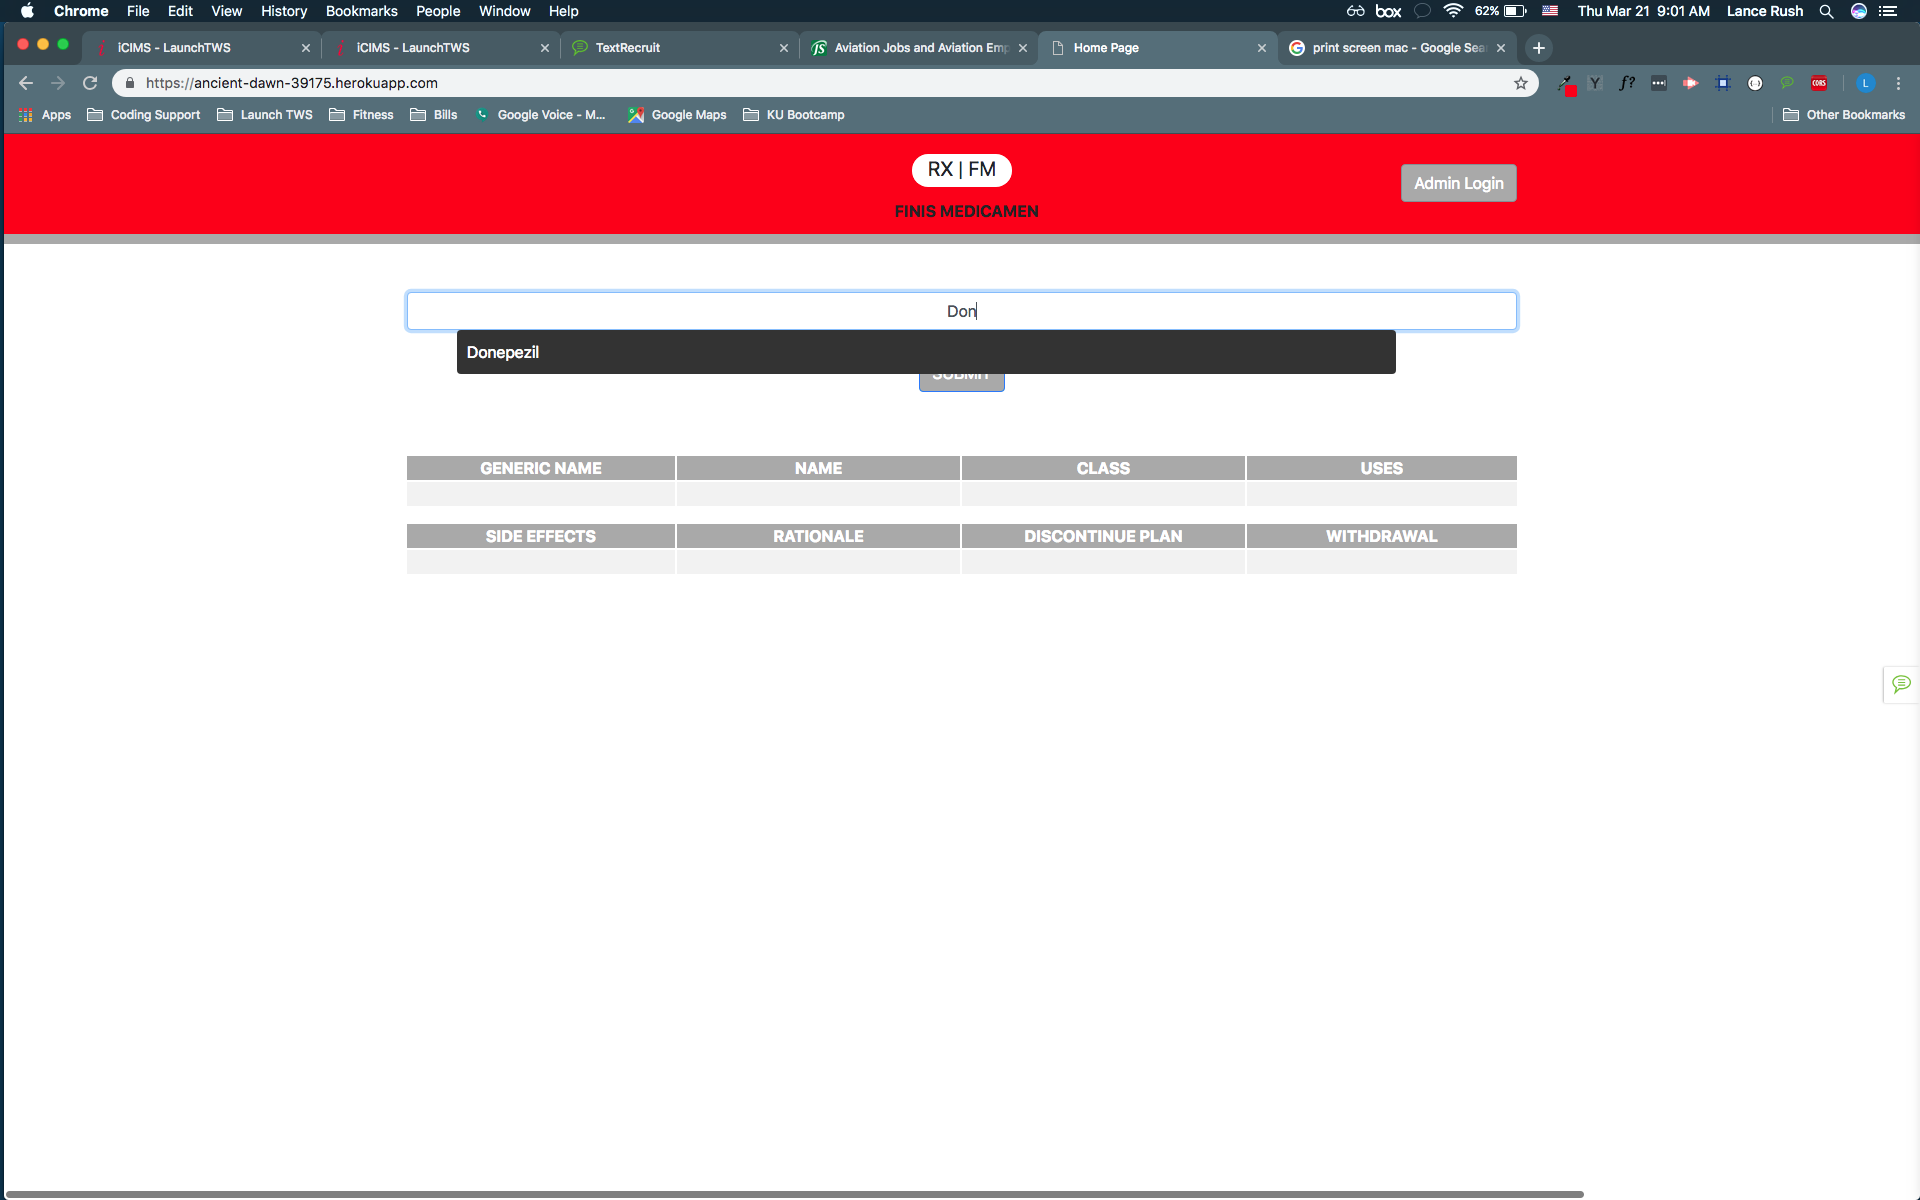 Chrome File Edit View History Bookmarks People Window Help box 62% Thu Mar 21 9:01 AM Lance Rush
iCIMS - LaunchTWS iCIMS - LaunchTWS TextRecruit Aviation Jobs and Aviation Emp Home Page print screen mac - Google Sea
https://ancient-dawn-39175.herokuapp.com
Apps Coding Support Launch TWS Fitness Bills Google Voice - M... Google Maps KU Bootcamp Other Bookmarks
RX | FM
Admin Login
FINIS MEDICAMEN
Don
Donepezil
SUBMIT
GENERIC NAME NAME CLASS USES
SIDE EFFECTS RATIONALE DISCONTINUE PLAN WITHDRAWAL